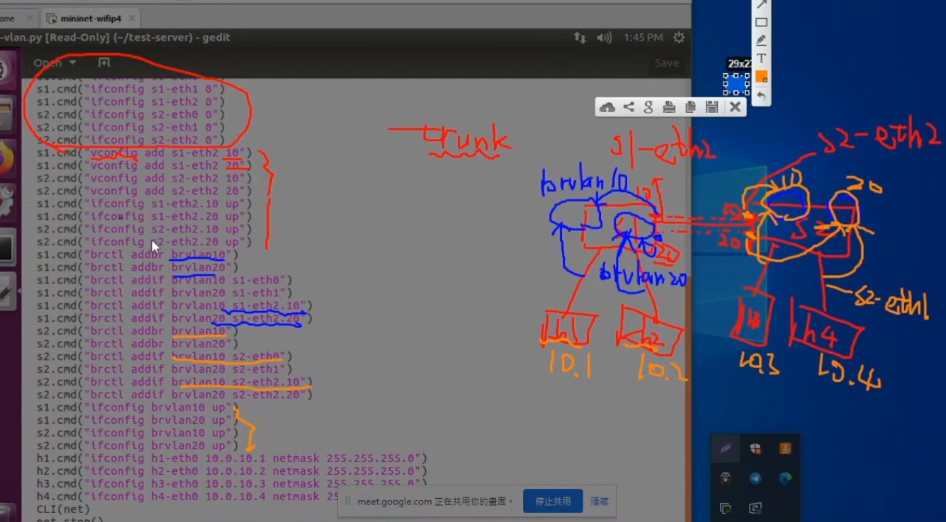 ome
mininet-wifip4
-vlan.py [Read-Only] (~/test-server) - gedit
1:45 PM
Open
Save
s1.cmd("ifconfig s1-eth1 0")
s1.cmd("ifconfig s1-eth2 0")
s2.cmd("ifconfig s2-eth0 0")
s2.cmd("ifconfig s2-eth1 0")
s2.cmd("ifconfig s2-eth2 0")
s1.cmd("vconfig add s1-eth2 10")
s1.cmd("vconfig add s1-eth2 20")
s2.cmd("vconfig add s2-eth2 10")
s2.cmd("vconfig add s2-eth2 20")
s1.cmd("ifconfig s1-eth2.10 up")
s1.cmd("ifconfig s1-eth2.20 up")
s2.cmd("ifconfig s2-eth2.10 up")
s2.cmd("ifconfig s2-eth2.20 up")
s1.cmd("brctl addbr brvlan10")
s1.cmd("brctl addbr brvlan20")
s1.cmd("brctl addif brvlan10 s1-eth0")
s1.cmd("brctl addif brvlan20 s1-eth1")
s1.cmd("brctl addif brvlan10 s1-eth2.10")
s1.cmd("brctl addif brvlan20 s1-eth2.20")
s2.cmd("brctl addbr brvlan10")
s2.cmd("brctl addbr brvlan20")
s2.cmd("brctl addif brvlan10 s2-eth0")
s2.cmd("brctl addif brvlan20 s2-eth1")
s2.cmd("brctl addif brvlan10 s2-eth2.10")
s2.cmd("brctl addif brvlan20 s2-eth2.20")
s1.cmd("ifconfig brvlan10 up")
s1.cmd("ifconfig brvlan20 up")
s2.cmd("ifconfig brvlan10 up")
s2.cmd("ifconfig brvlan20 up")
h1.cmd("ifconfig h1-eth0 10.0.10.1 netmask 255.255.255.0")
h2.cmd("ifconfig h2-eth0 10.0.10.2 netmask 255.255.255.0")
h3.cmd("ifconfig h3-eth0 10.0.10.3 netmask 255.255.255.0")
h4.cmd("ifconfig h4-eth0 10.0.10.4 netmask 25
CLI(net)
net.stop()
meet.google.com 正在共用你的畫面。
停止共用
隱藏
trunk
s1-eth2
s2-eth2
brvlan10
10
20
brvlan20
10
20
10
20
s2-eth1
h1
h2
h4
10.1
10.2
10.3
10.4